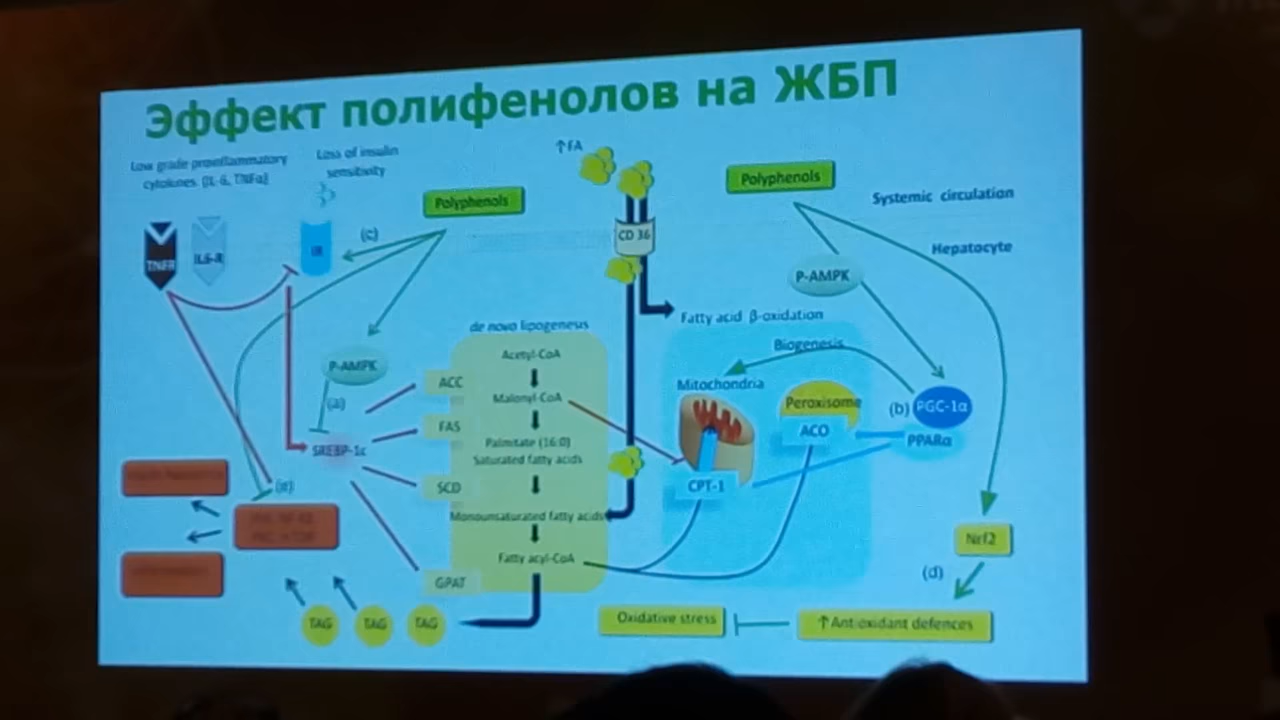 Эффект полифенолов на ЖБП
Low grade proinflammatory
cytokines (IL-6, TNFα)
Loss of insulin
sensitivity
↑FA
Polyphenols
Polyphenols
Systemic circulation
Hepatocyte
TNFR
IL6-R
IR
(c)
CD 36
P-AMPK
Fatty acid β-oxidation
de novo lipogenesis
Biogenesis
Acetyl-CoA
P-AMPK
Mitochondria
ACC
Malonyl-CoA
Peroxisome
(a)
(b)
PGC-1α
FAS
ACO
PPARα
SREBP-1c
Palmitate (16:0)
Saturated fatty acids
SCD
CPT-1
Monounsaturated fatty acids
Nrf2
Fatty acyl-CoA
(d)
GPAT
TAG
TAG
TAG
Oxidative stress
↑Antioxidant defences